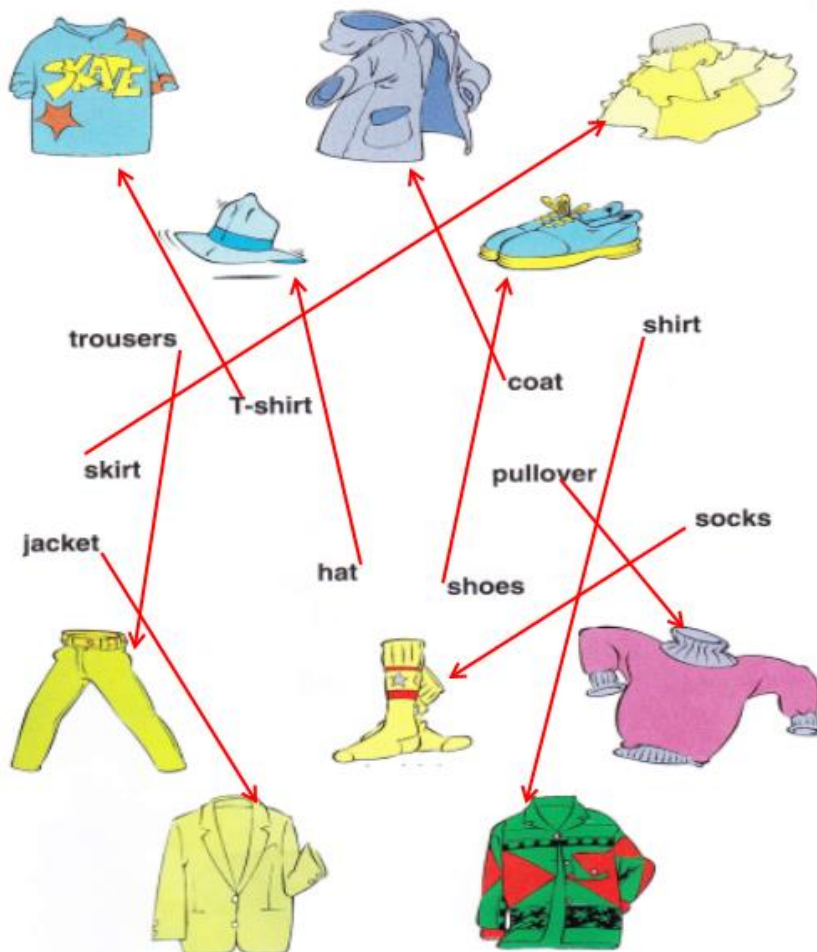 SKATE
trousers
shirt
T-shirt
coat
skirt
pullover
jacket
socks
hat
shoes